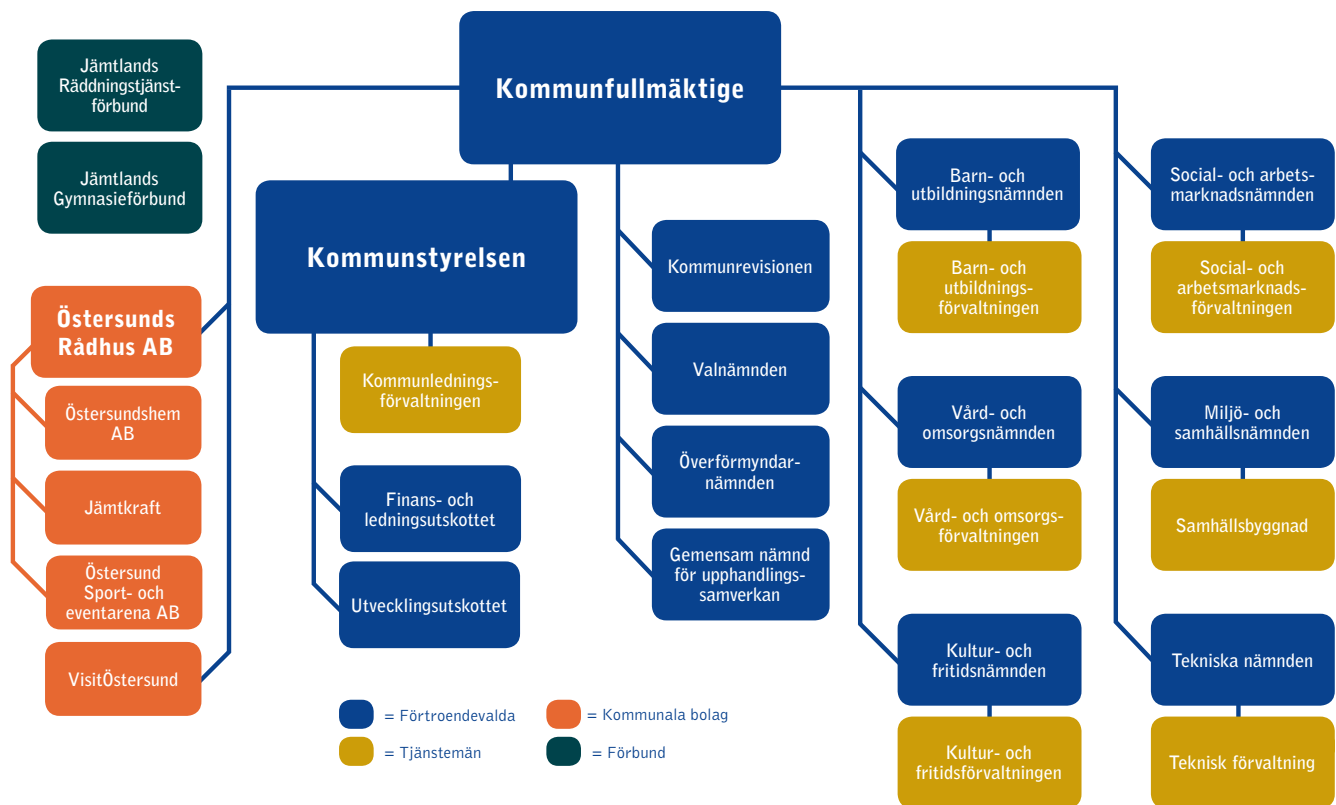 Jämtlands
Räddningstjänst-
förbund
Jämtlands
Gymnasieförbund
Kommunfullmäktige
Kommunstyrelsen
Östersunds
Rådhus AB
Östersundshem
AB
Jämtkraft
Östersund
Sport- och
eventarena AB
VisitÖstersund
Kommunlednings-
förvaltningen
Finans- och
ledningsutskottet
Utvecklingsutskottet
Kommunrevisionen
Valnämnden
Överförmyndar-
nämnden
Gemensam nämnd
för upphandlings-
samverkan
Barn- och
utbildningsnämnden
Barn- och
utbildnings-
förvaltningen
Vård- och
omsorgsnämnden
Vård- och omsorgs-
förvaltningen
Kultur- och
fritidsnämnden
Kultur- och
fritidsförvaltningen
Social- och arbets-
marknadsnämnden
Social- och
arbetsmarknads-
förvaltningen
Miljö- och
samhällsnämnden
Samhällsbyggnad
Tekniska nämnden
Teknisk förvaltning
= Förtroendevalda
= Kommunala bolag
= Tjänstemän
= Förbund